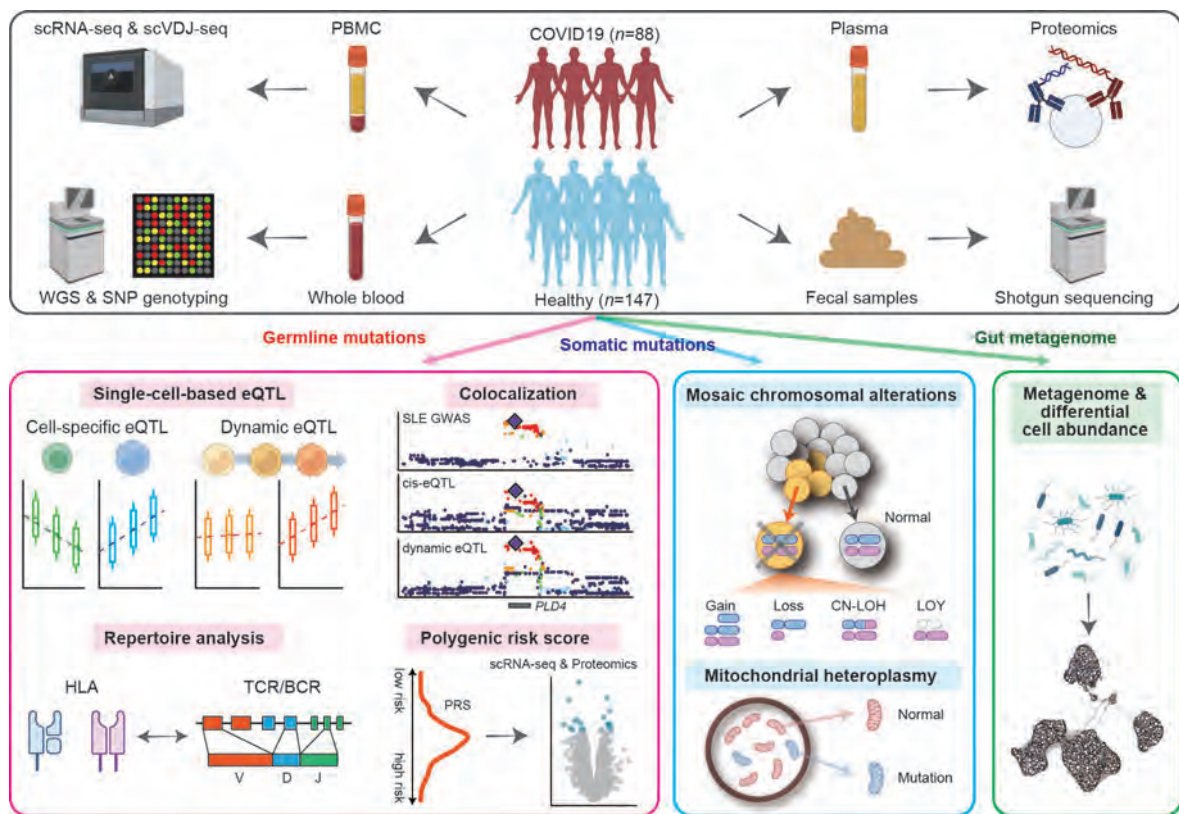 scRNA-seq & scVDJ-seq
PBMC
COVID19 (n=88)
Plasma
Proteomics
WGS & SNP genotyping
Whole blood
Healthy (n=147)
Fecal samples
Shotgun sequencing
Germline mutations
Somatic mutations
Gut metagenome
Single-cell-based eQTL
Cell-specific eQTL
Dynamic eQTL
Colocalization
SLE GWAS
cis-eQTL
dynamic eQTL
PLD4
Repertoire analysis
HLA
TCR/BCR
V
D
J
Polygenic risk score
scRNA-seq & Proteomics
low risk
PRS
high risk
Mosaic chromosomal alterations
Normal
Gain
Loss
CN-LOH
LOY
Mitochondrial heteroplasmy
Normal
Mutation
Metagenome &
differential
cell abundance